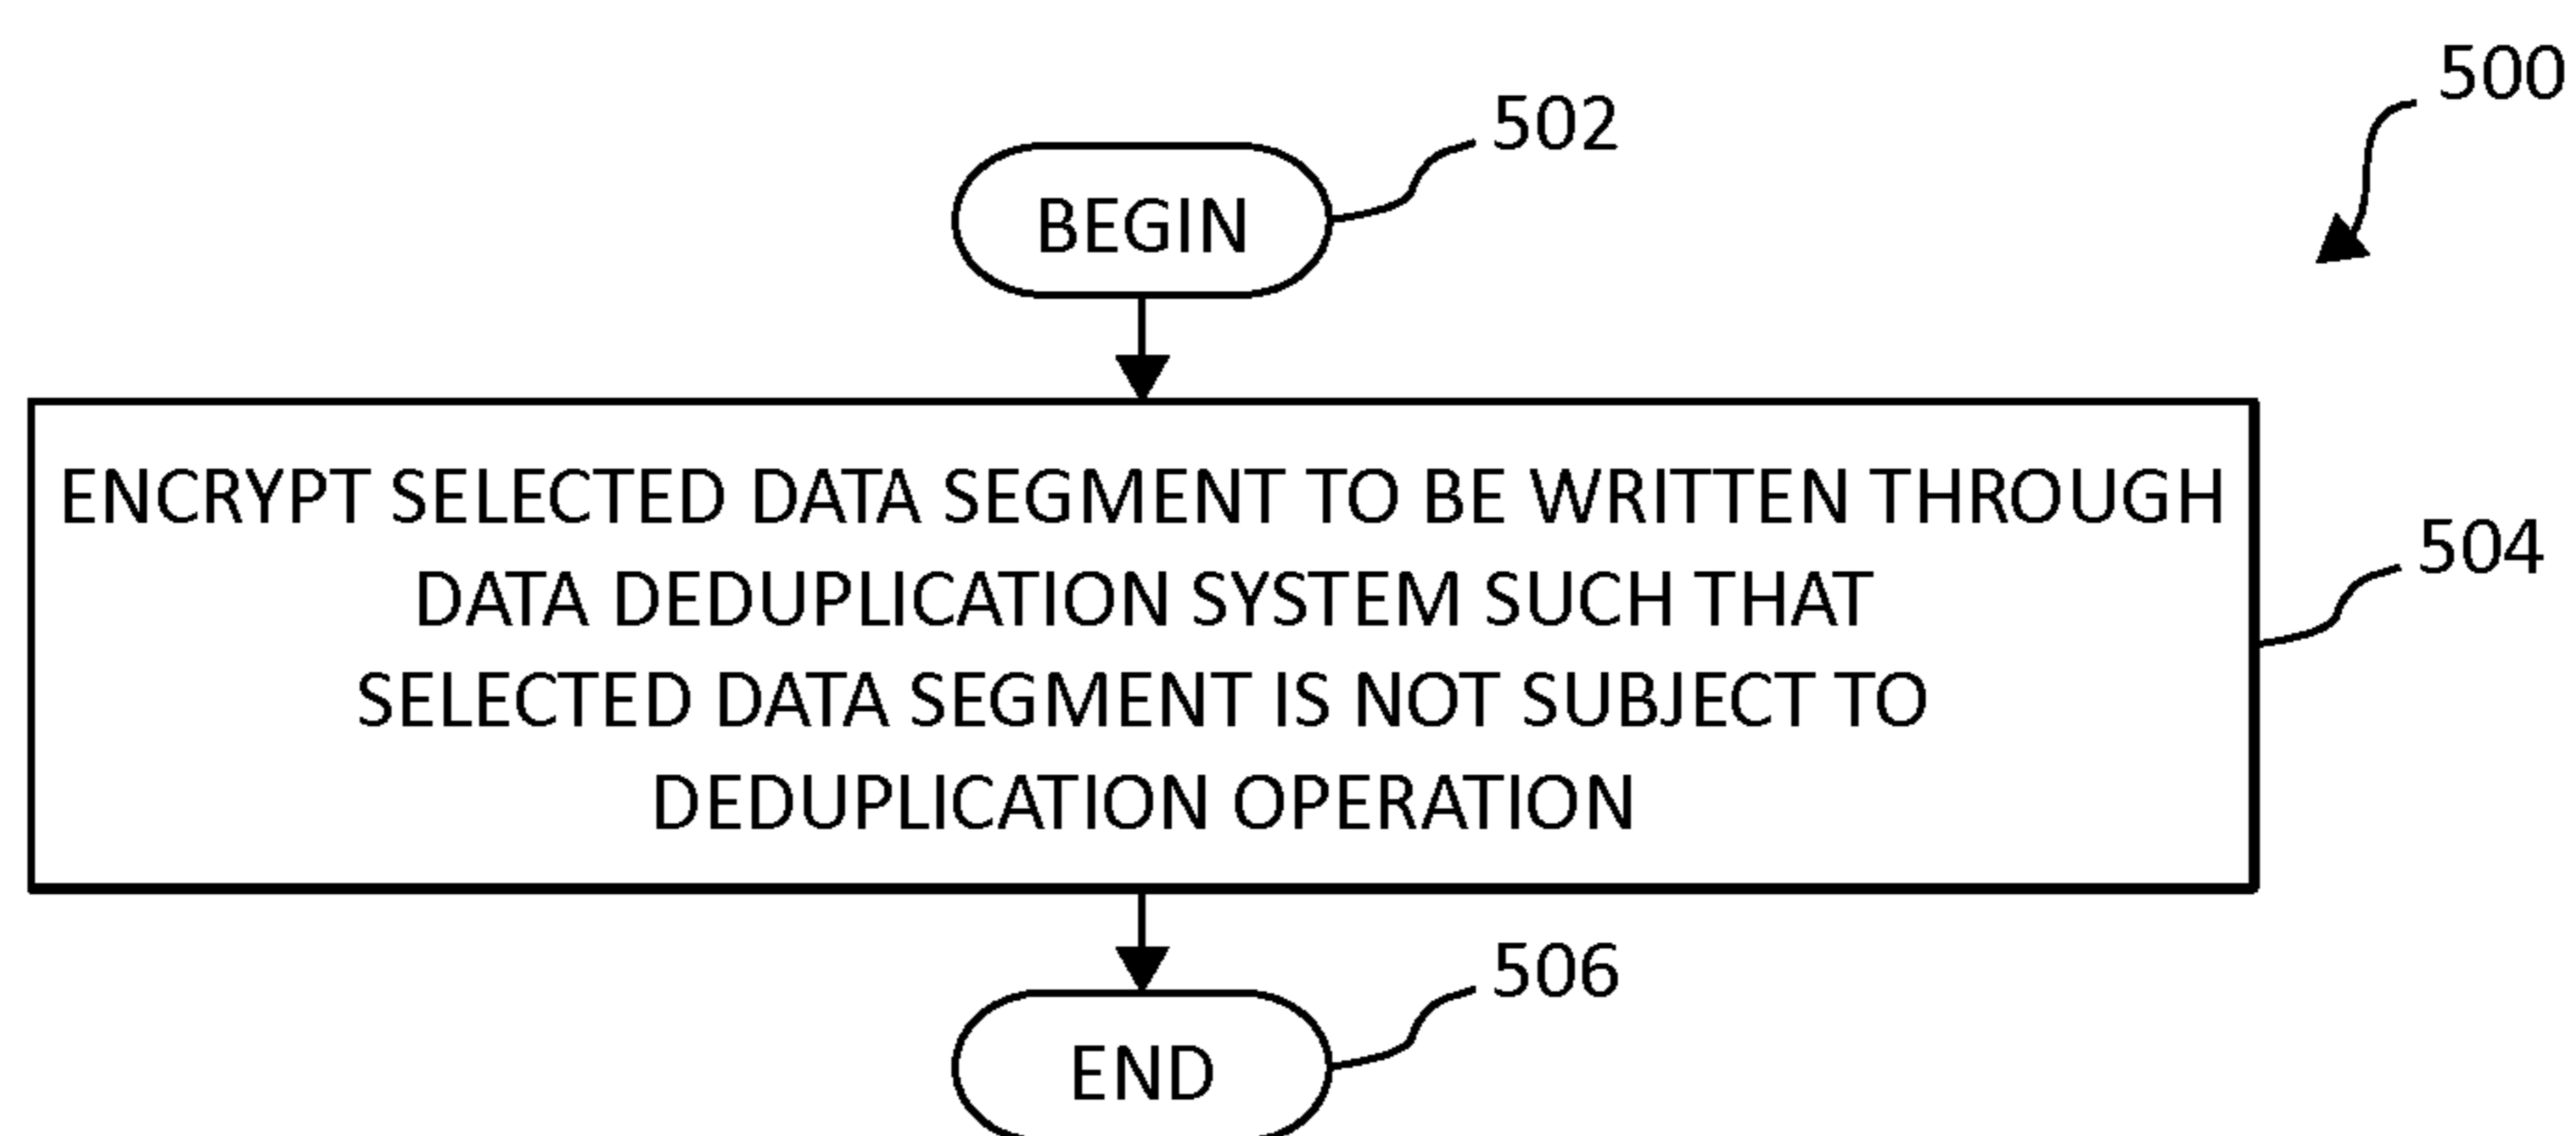 500
502
BEGIN
ENCRYPT SELECTED DATA SEGMENT TO BE WRITTEN THROUGH
DATA DEDUPLICATION SYSTEM SUCH THAT
SELECTED DATA SEGMENT IS NOT SUBJECT TO
DEDUPLICATION OPERATION
504
506
END